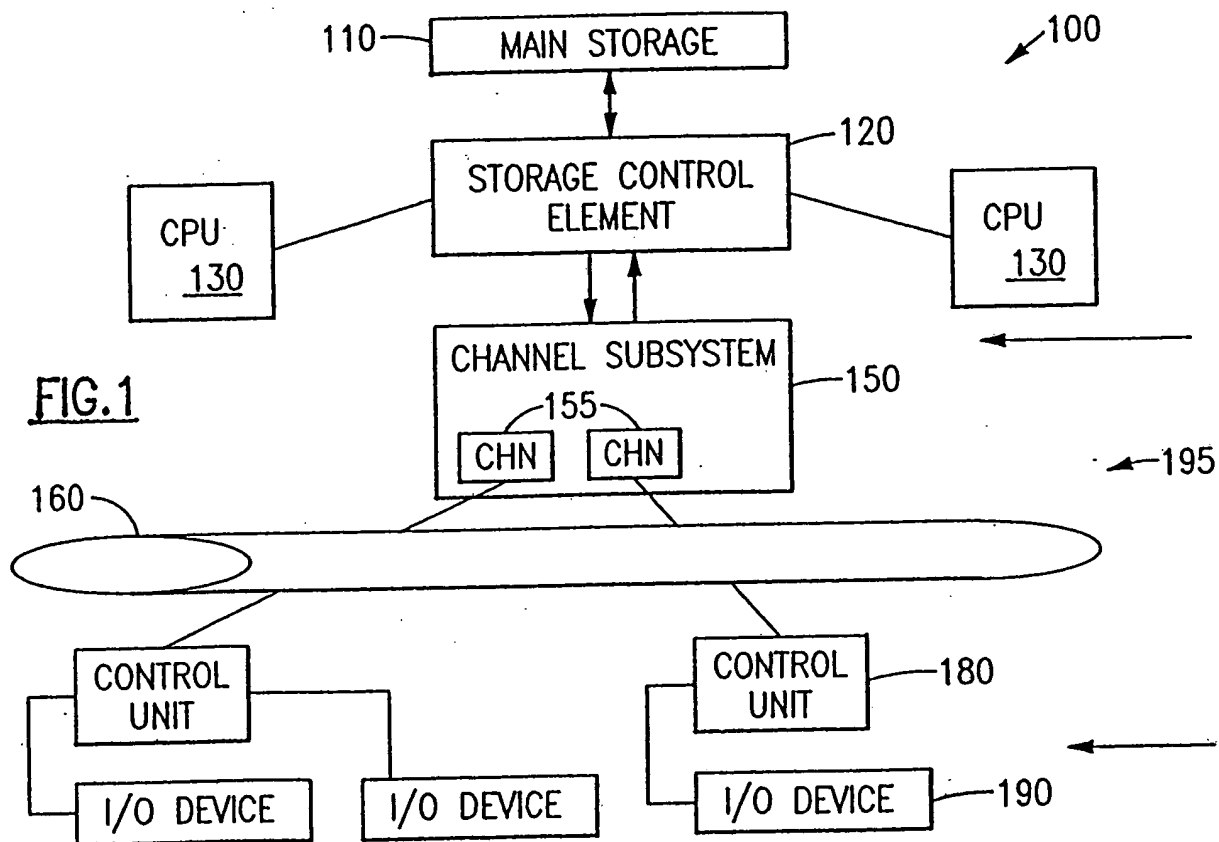 110
MAIN STORAGE
100
120
STORAGE CONTROL
ELEMENT
CPU
130
CPU
130
CHANNEL SUBSYSTEM
150
FIG.1
155
CHN
CHN
195
160
CONTROL
UNIT
CONTROL
UNIT
180
I/O DEVICE
I/O DEVICE
I/O DEVICE
190